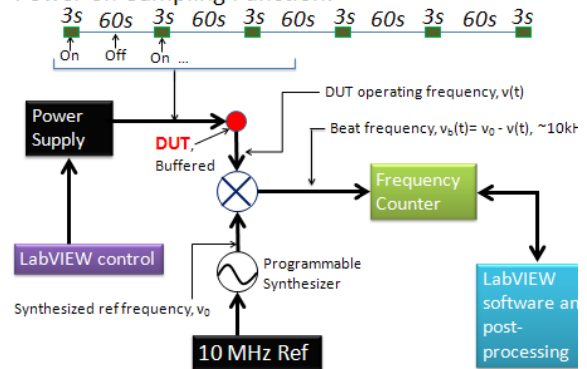 3s 60s 3s 60s 3s 60s 3s 60s 3s 60s 3s
On Off On ...
Power
Supply
DUT,
Buffered
DUT operating frequency, ν(t)
Beat frequency, νb(t)= ν0 - ν(t), ~10kH
Frequency
Counter
LabVIEW control
Programmable
Synthesizer
Synthesized ref frequency, ν0
10 MHz Ref
LabVIEW
software an
post-
processing